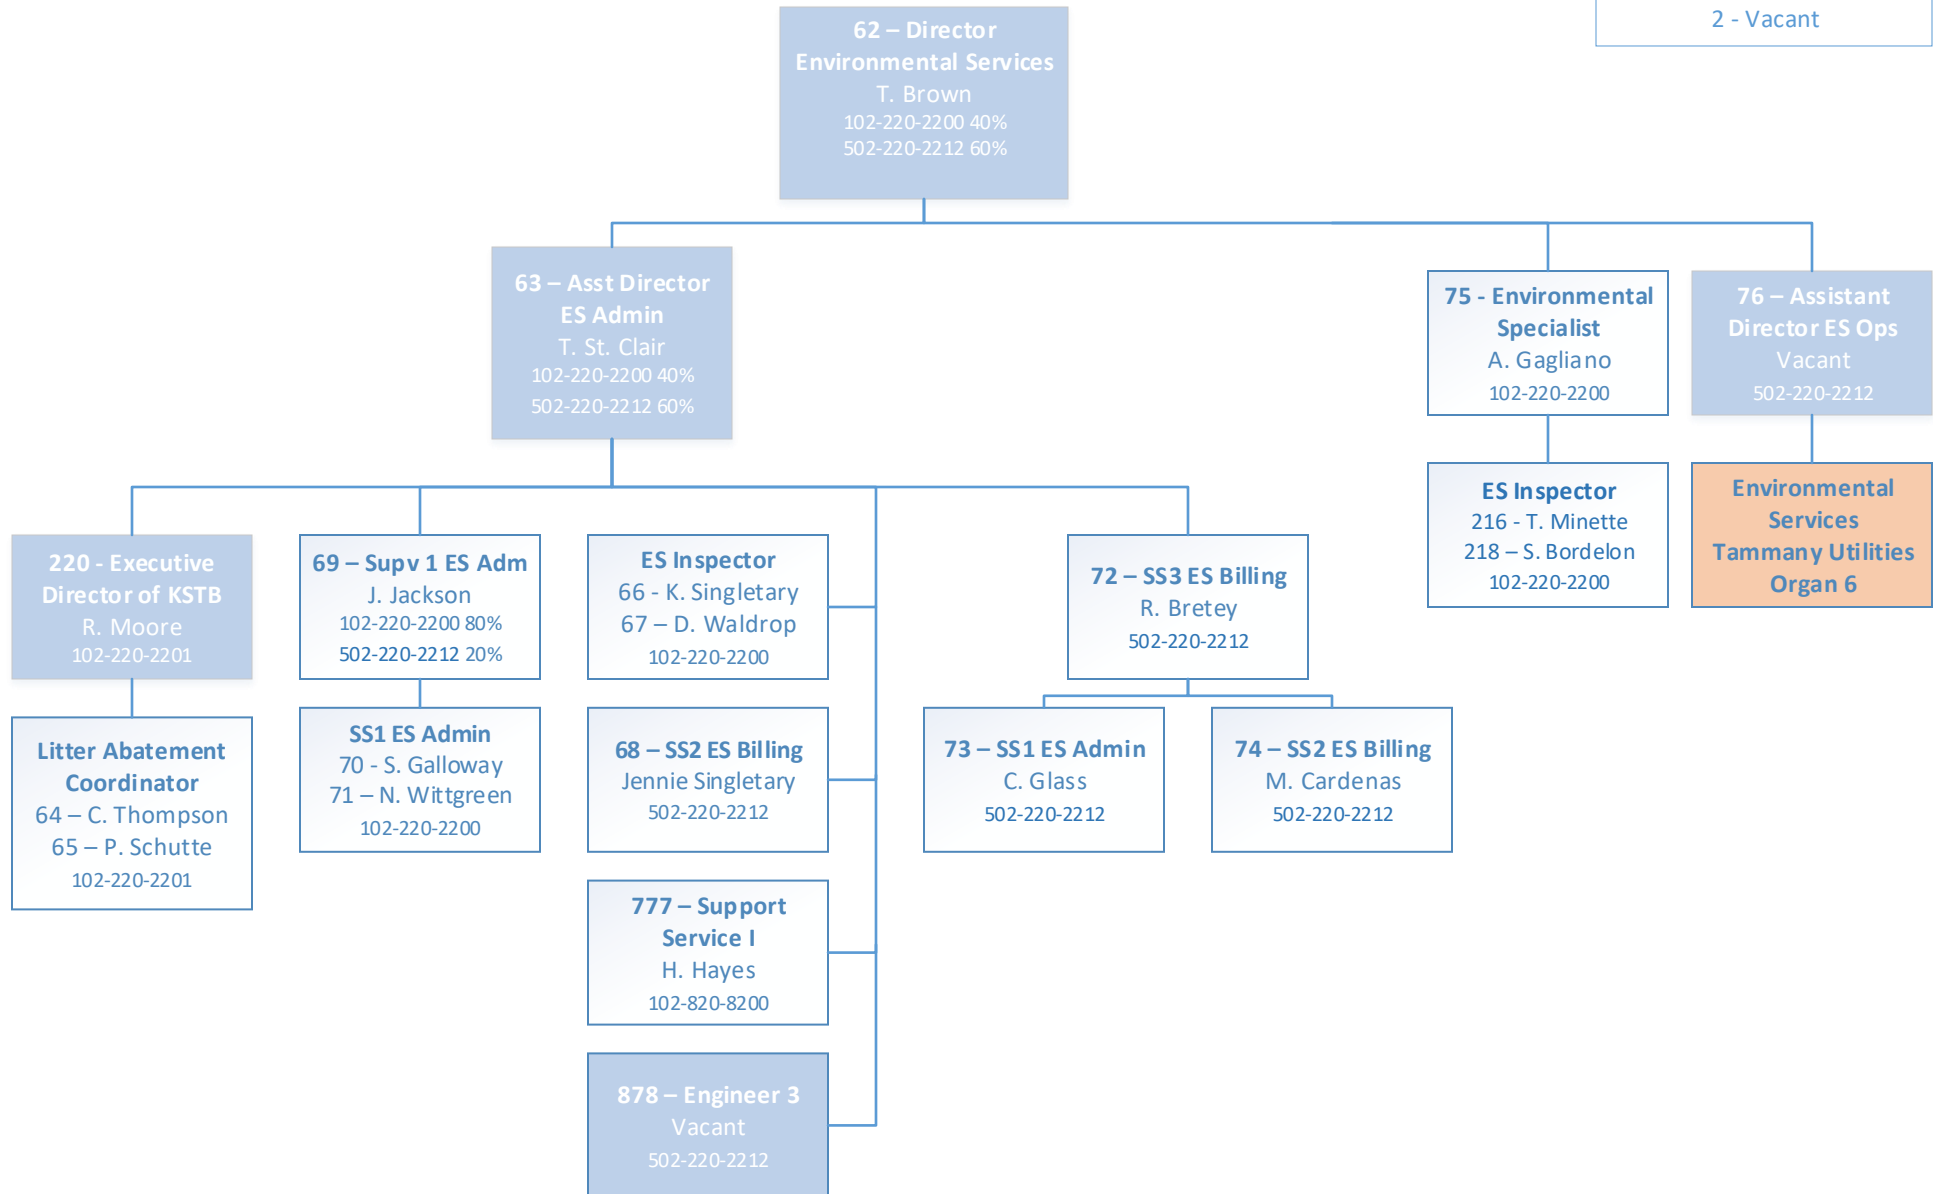 2 - Vacant
62 – Director
Environmental Services
T. Brown
102-220-2200 40%
502-220-2212 60%
63 – Asst Director
ES Admin
T. St. Clair
102-220-2200 40%
502-220-2212 60%
75 - Environmental
Specialist
A. Gagliano
102-220-2200
76 – Assistant
Director ES Ops
Vacant
502-220-2212
ES Inspector
216 - T. Minette
218 – S. Bordelon
102-220-2200
Environmental
Services
Tammany Utilities
Organ 6
220 - Executive
Director of KSTB
R. Moore
102-220-2201
69 – Supv 1 ES Adm
J. Jackson
102-220-2200 80%
502-220-2212 20%
ES Inspector
66 - K. Singletary
67 – D. Waldrop
102-220-2200
72 – SS3 ES Billing
R. Bretey
502-220-2212
Litter Abatement
Coordinator
64 – C. Thompson
65 – P. Schutte
102-220-2201
SS1 ES Admin
70 - S. Galloway
71 – N. Wittgreen
102-220-2200
68 – SS2 ES Billing
Jennie Singletary
502-220-2212
73 – SS1 ES Admin
C. Glass
502-220-2212
74 – SS2 ES Billing
M. Cardenas
502-220-2212
777 – Support
Service I
H. Hayes
102-820-8200
878 – Engineer 3
Vacant
502-220-2212